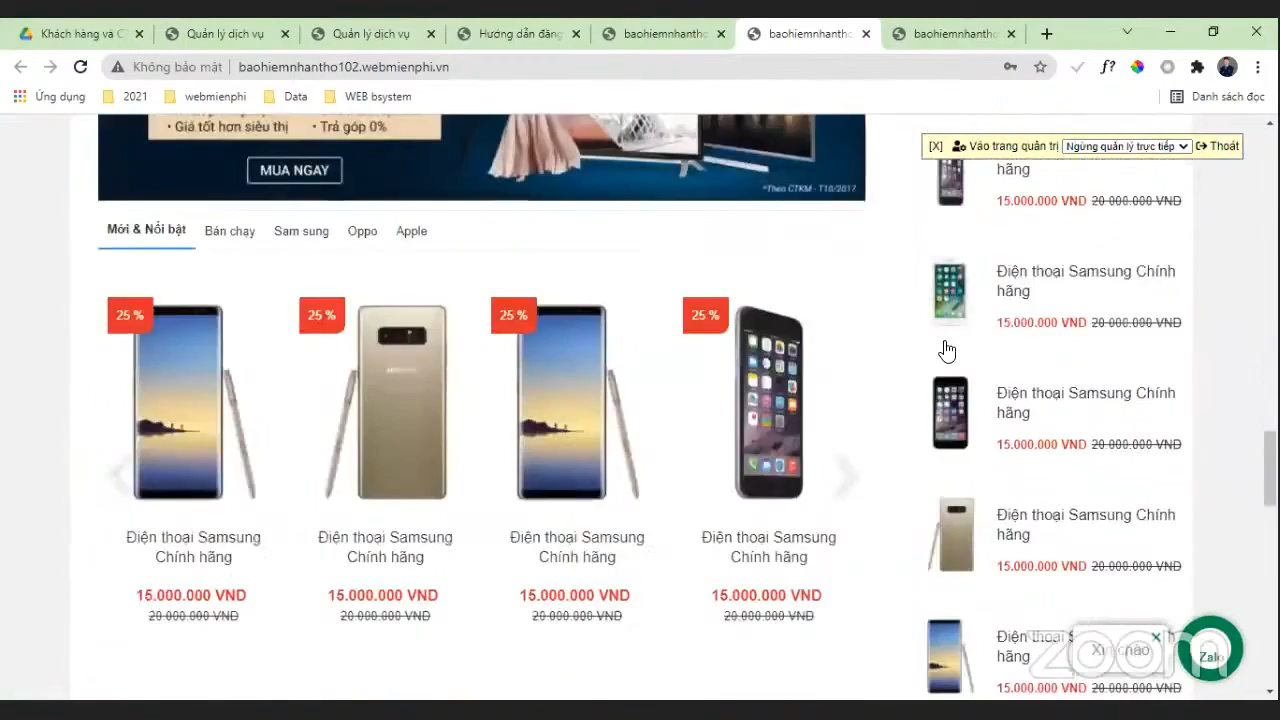 Khách hàng và CT
Quản lý dịch vụ
Quản lý dịch vụ
Hướng dẫn đăng
baohiemnhantho
baohiemnhantho
baohiemnhantho
Không bảo mật
baohiemnhantho102.webmienphi.vn
f?
Ứng dụng
2021
webmienphi
Data
WEB bsystem
Danh sách đọc
• Giá tốt hơn siêu thị • Trả góp 0%
MUA NGAY
*Theo CTKM - T10/2017
[X] Vào trang quản trị Ngừng quản lý trực tiếp Thoát
Mới & Nổi bật Bán chạy Sam sung Oppo Apple
25 %
25 %
25 %
25 %
Điện thoại Samsung
Chính hãng
15.000.000 VND
20.000.000 VND
Điện thoại Samsung
Chính hãng
15.000.000 VND
20.000.000 VND
Điện thoại Samsung
Chính hãng
15.000.000 VND
20.000.000 VND
Điện thoại Samsung
Chính hãng
15.000.000 VND
20.000.000 VND
hãng
15.000.000 VND 20.000.000 VND
Điện thoại Samsung Chính
hãng
15.000.000 VND 20.000.000 VND
Điện thoại Samsung Chính
hãng
15.000.000 VND 20.000.000 VND
Điện thoại Samsung Chính
hãng
15.000.000 VND 20.000.000 VND
Điện thoại
hãng
15.000.000 VND 20.000.000 VND
Xin chào
Zalo
zoom